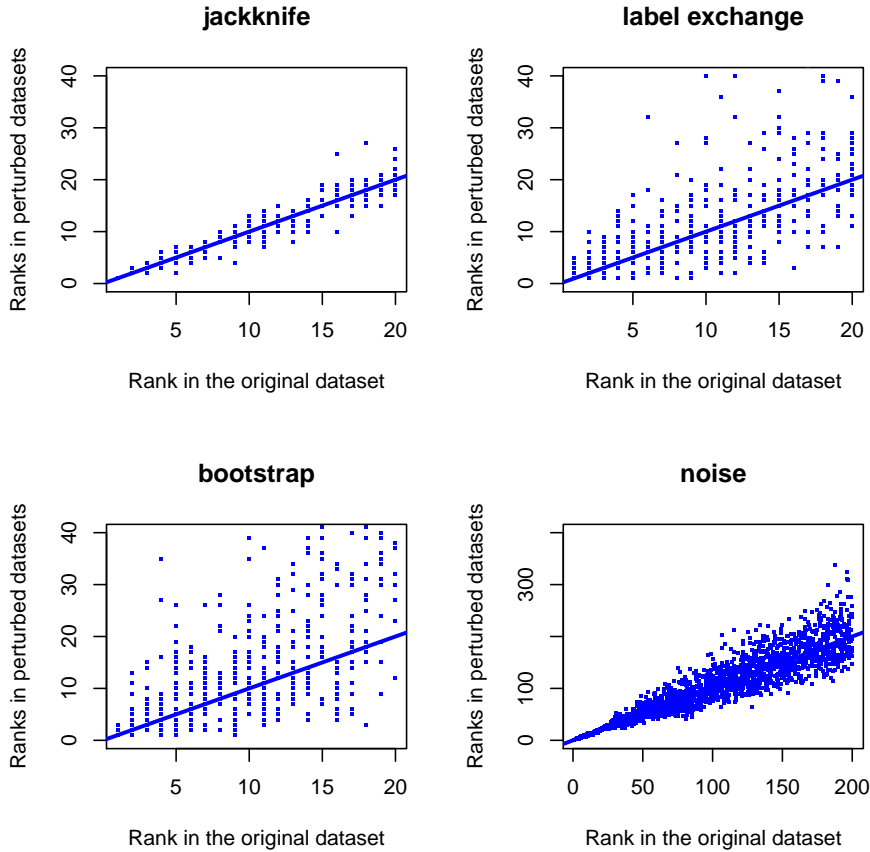 jackknife
Ranks in perturbed datasets
0 10 20 30 40
5 10 15 20
Rank in the original dataset
label exchange
Ranks in perturbed datasets
0 10 20 30 40
5 10 15 20
Rank in the original dataset
bootstrap
Ranks in perturbed datasets
0 10 20 30 40
5 10 15 20
Rank in the original dataset
noise
Ranks in perturbed datasets
0 100 300
0 50 100 150 200
Rank in the original dataset